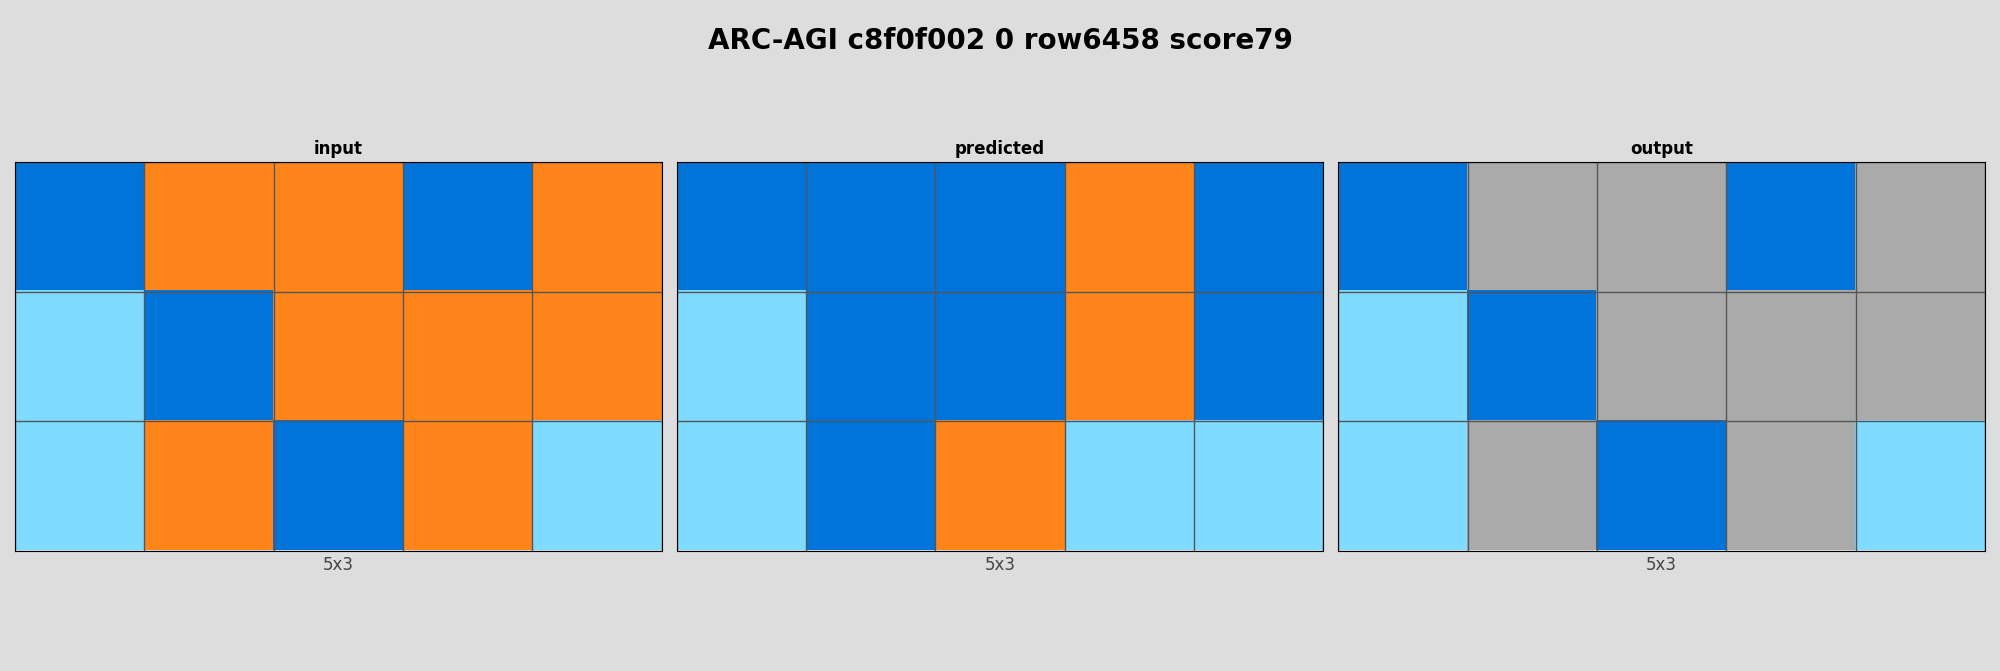 ARC-AGI c8f0f002 0 row6458 score79
input
predicted
output
5x3
5x3
5x3